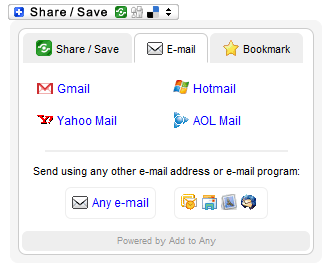 Share / Save
Share / Save E-mail Bookmark
Gmail Hotmail
Yahoo Mail AOL Mail
Send using any other e-mail address or e-mail program:
Any e-mail
Powered by Add to Any